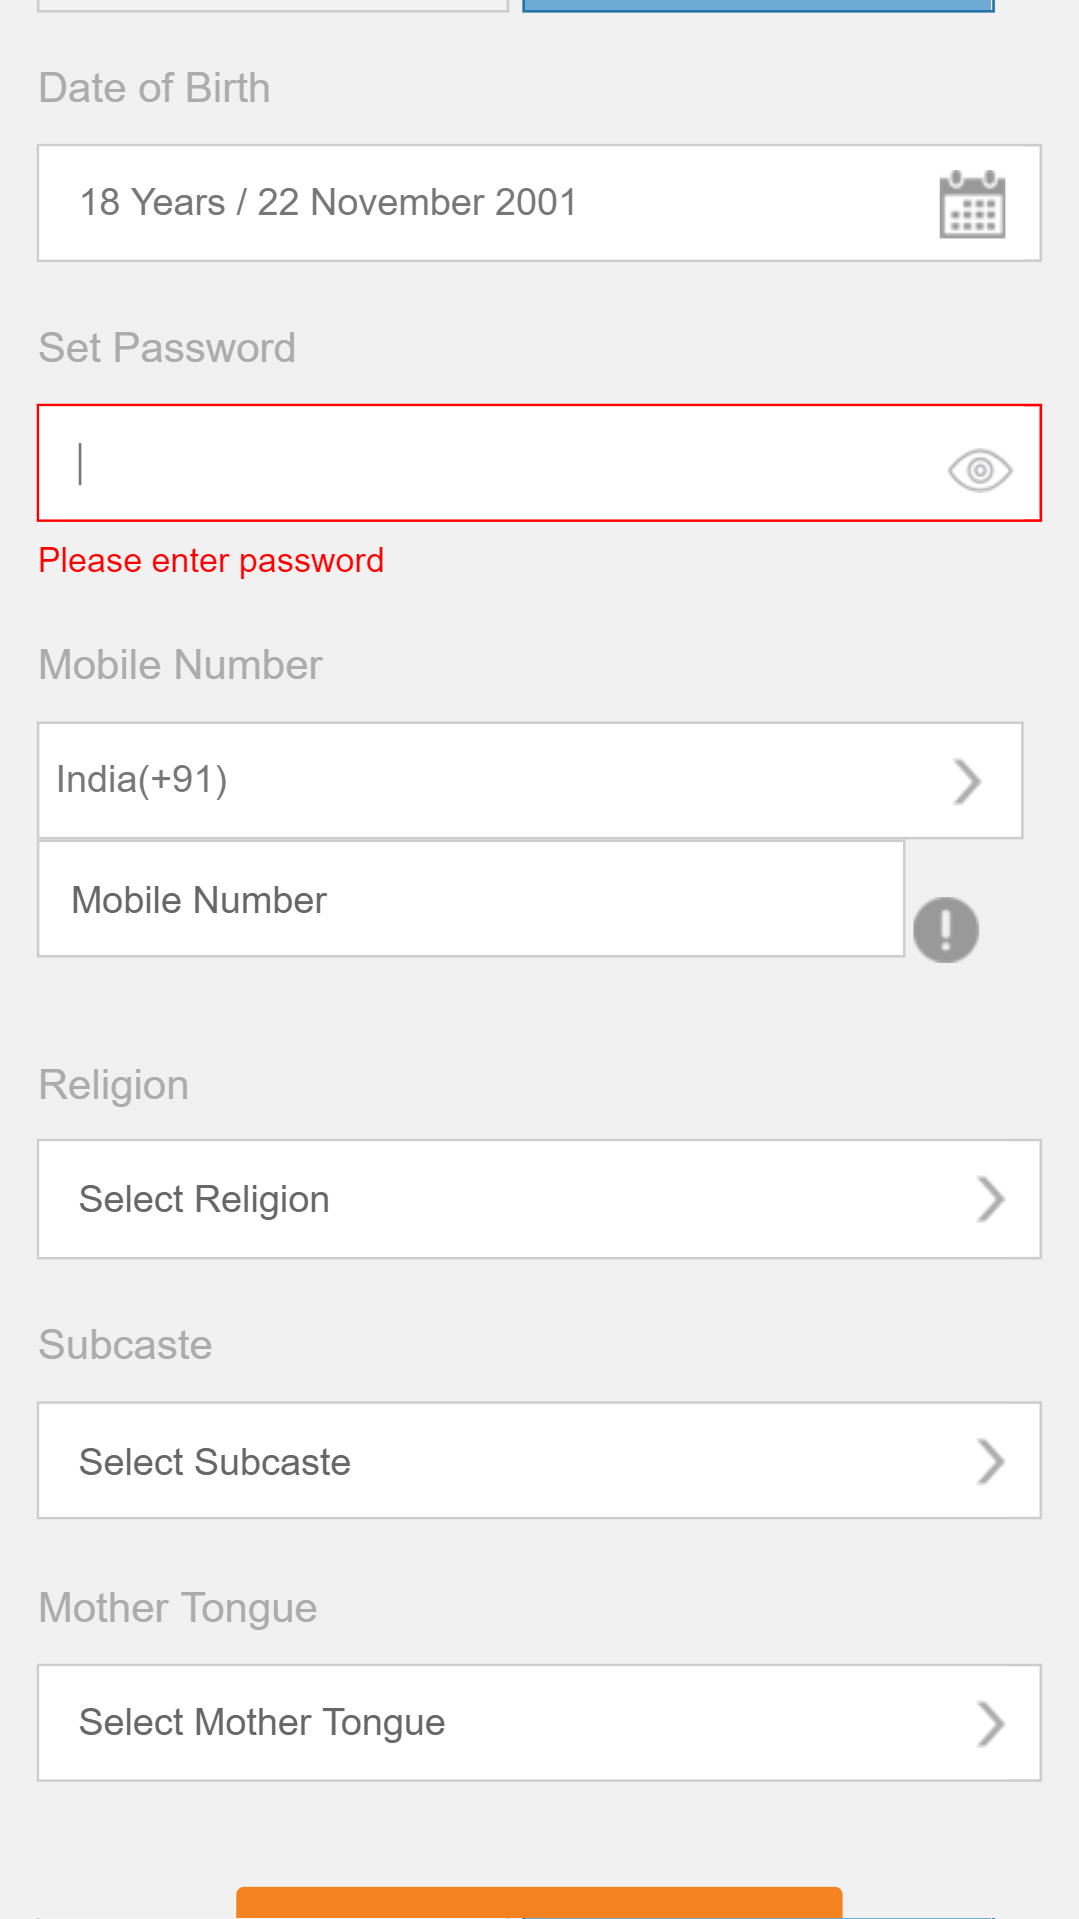 Date of Birth
18 Years / 22 November 2001
Set Password
Please enter password
Mobile Number
India(+91)
Mobile Number
Religion
Select Religion
Subcaste
Select Subcaste
Mother Tongue
Select Mother Tongue